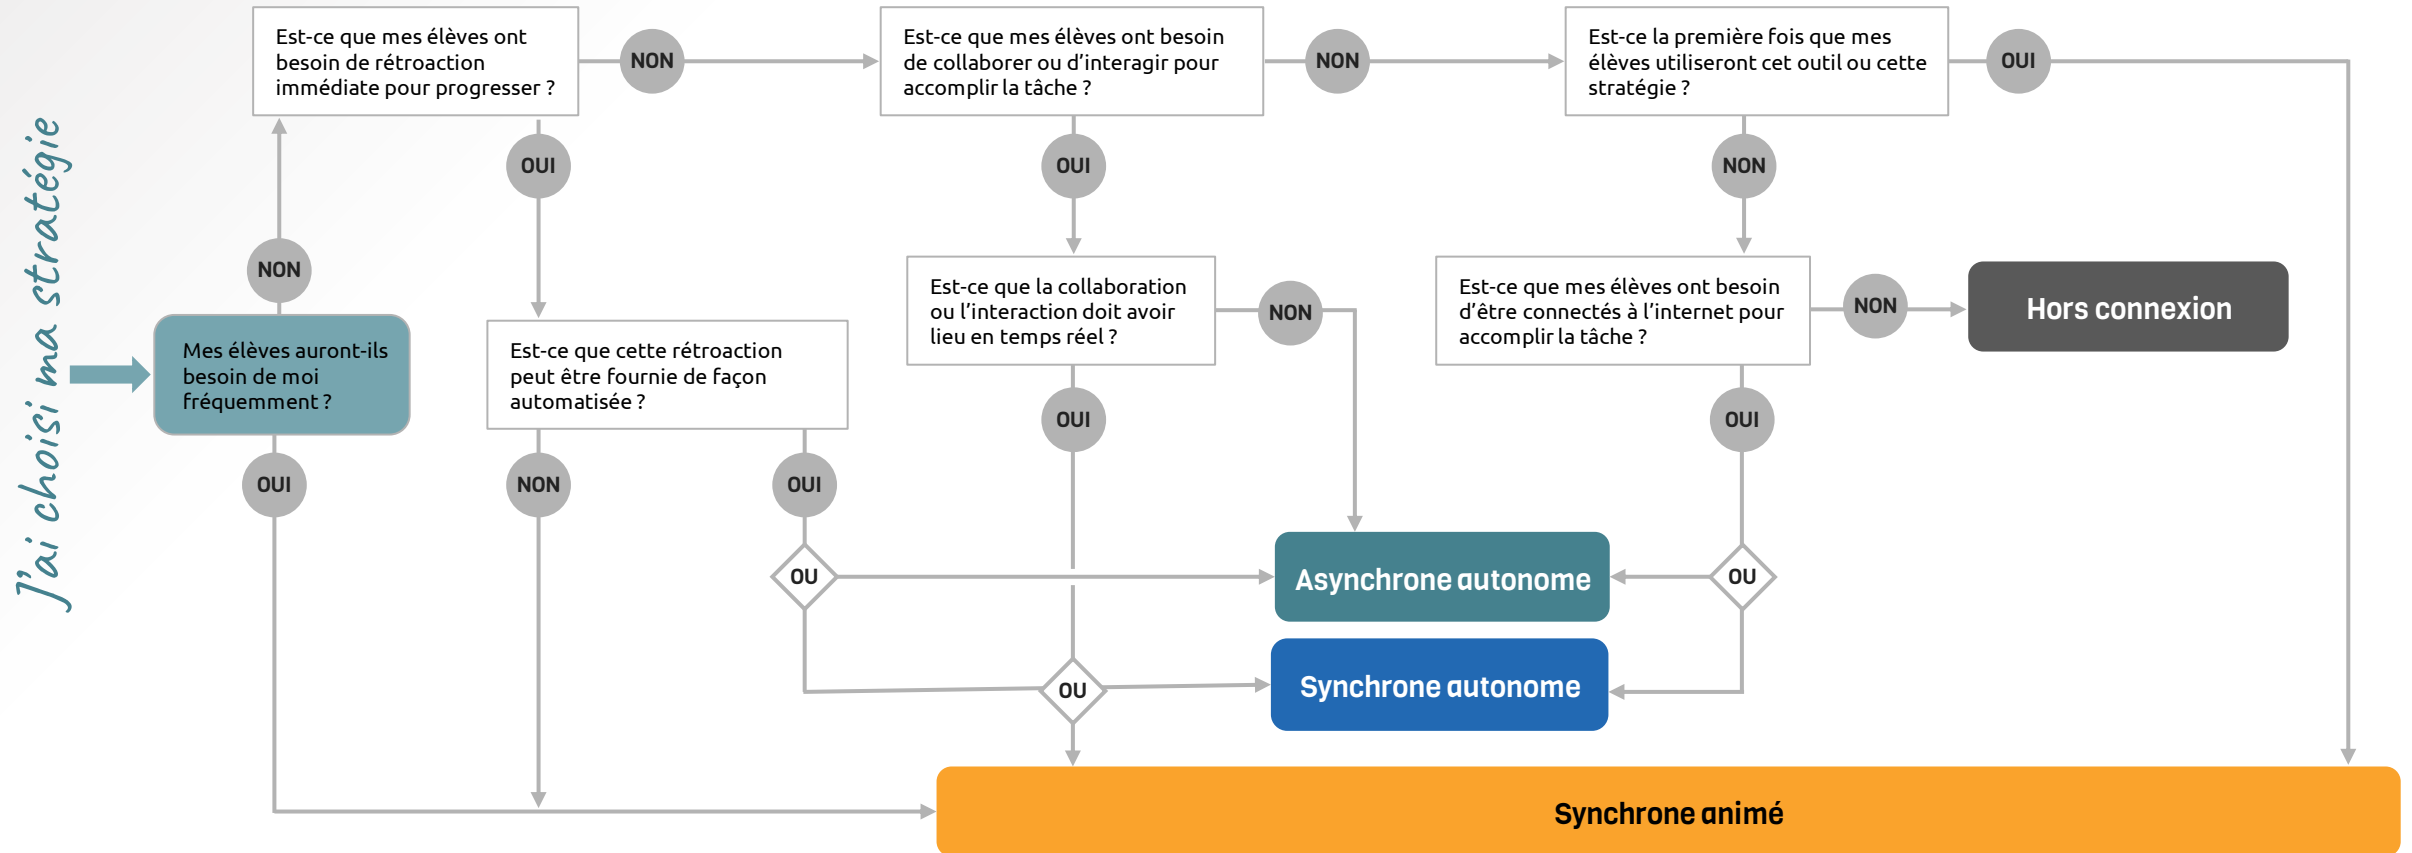 J'ai choisi ma stratégie
Mes élèves auront-ils
besoin de moi
fréquemment ?
NON
OUI
Est-ce que mes élèves ont
besoin de rétroaction
immédiate pour progresser ?
NON
OUI
Est-ce que cette rétroaction
peut être fournie de façon
automatisée ?
NON
OUI
OU
Est-ce que mes élèves ont besoin
de collaborer ou d’interagir pour
accomplir la tâche ?
NON
OUI
Est-ce que la collaboration
ou l’interaction doit avoir
lieu en temps réel ?
NON
OUI
OU
Est-ce la première fois que mes
élèves utiliseront cet outil ou cette
stratégie ?
OUI
NON
Est-ce que mes élèves ont besoin
d’être connectés à l’internet pour
accomplir la tâche ?
NON
OUI
OU
Hors connexion
Asynchrone autonome
Synchrone autonome
Synchrone animé